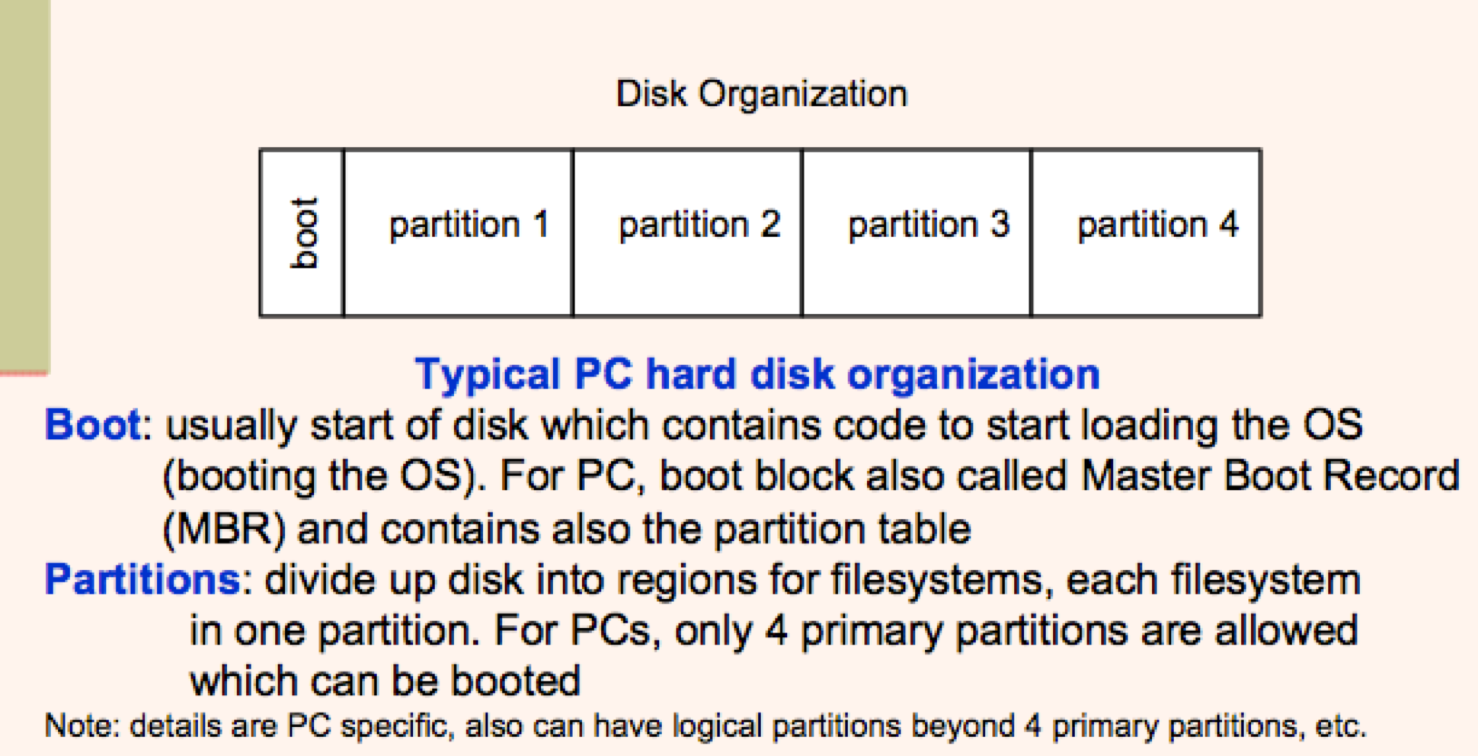 Disk Organization
boot
partition 1
partition 2
partition 3
partition 4
Typical PC hard disk organization
Boot: usually start of disk which contains code to start loading the OS
(booting the OS). For PC, boot block also called Master Boot Record
(MBR) and contains also the partition table
Partitions: divide up disk into regions for filesystems, each filesystem
in one partition. For PCs, only 4 primary partitions are allowed
which can be booted
Note: details are PC specific, also can have logical partitions beyond 4 primary partitions, etc.